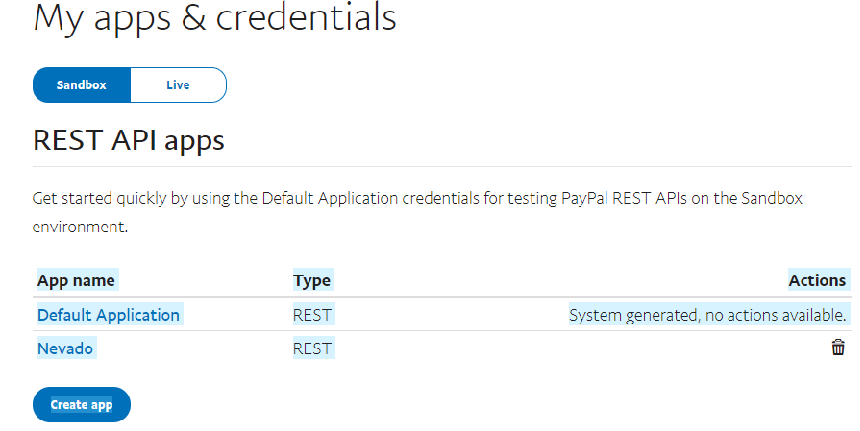 My apps & credentials
Sandbox Live
REST API apps
Get started quickly by using the Default Application credentials for testing PayPal REST APIs on the Sandbox
environment.
App name Type Actions
Default Application REST System generated, no actions available.
Nevado REST
Create app